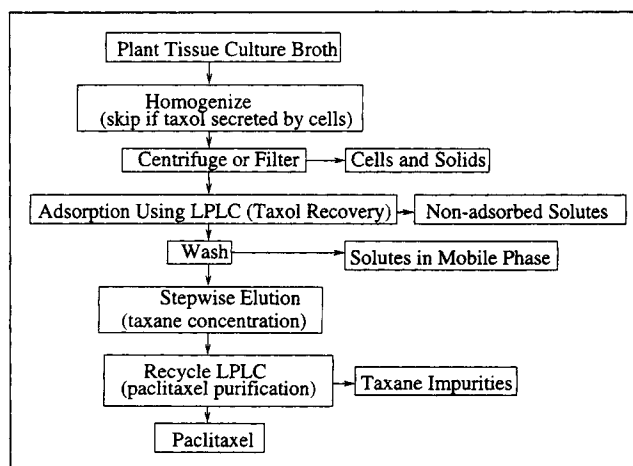 Plant Tissue Culture Broth
Homogenize
(skip if taxol secreted by cells)
Centrifuge or Filter
Cells and Solids
Adsorption Using LPLC (Taxol Recovery)
Non-adsorbed Solutes
Wash
Solutes in Mobile Phase
Stepwise Elution
(taxane concentration)
Recycle LPLC
(paclitaxel purification)
Taxane Impurities
Paclitaxel